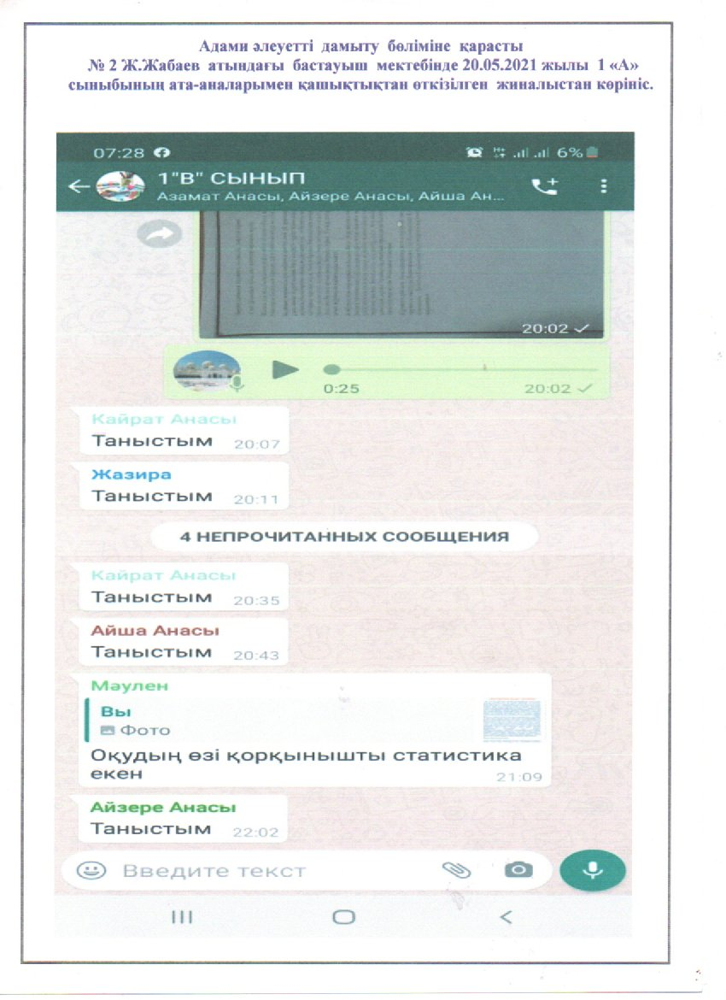 Адами әлеуетті дамыту бөліміне қарасты
№ 2 Ж.Жабаев атындағы бастауыш мектебінде 20.05.2021 жылы 1 «А»
сыныбының ата-аналарымен қашықтықтан өткізілген жиналыстан көрініс.
07:28 6%
1"В" СЫНЫП
Азамат Анасы, Айзере Анасы, Айша Ан...
20:02
0:25 20:02
Кайрат Анасы
Таныстым 20:07
Жазира
Таныстым 20:11
4 НЕПРОЧИТАННЫХ СООБЩЕНИЯ
Кайрат Анасы
Таныстым 20:35
Айша Анасы
Таныстым 20:43
Мәулен
Вы
Фото
Оқудың өзі қорқынышты статистика
екен 21:09
Айзере Анасы
Таныстым 22:02
Введите текст